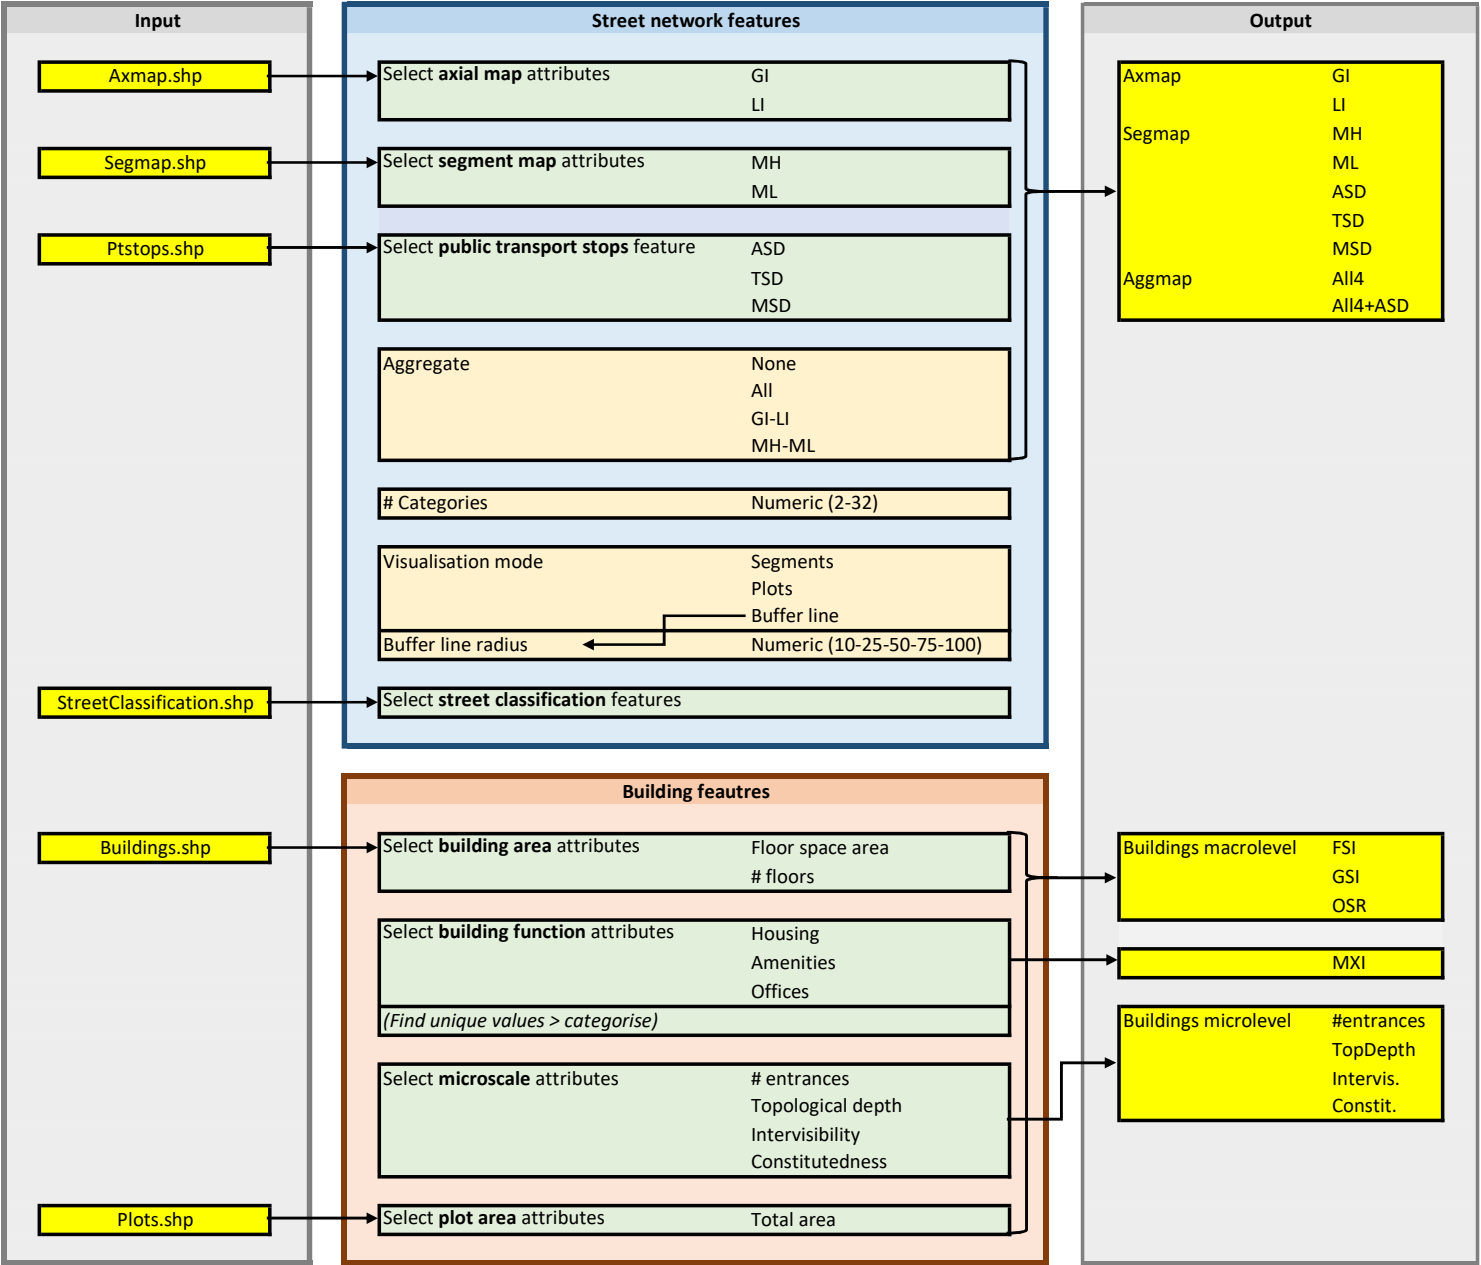 Input
Street network features
Output
Axmap.shp
Select axial map attributes GI
LI
Axmap GI
LI
Segmap MH
ML
ASD
TSD
MSD
Aggmap All4
All4+ASD
Segmap.shp
Select segment map attributes MH
ML
Ptstops.shp
Select public transport stops feature ASD
TSD
MSD
Aggregate None
All
GI-LI
MH-ML
# Categories Numeric (2-32)
Visualisation mode Segments
Plots
Buffer line
Buffer line radius Numeric (10-25-50-75-100)
StreetClassification.shp
Select street classification features
Building feautres
Buildings.shp
Select building area attributes Floor space area
# floors
Buildings macrolevel FSI
GSI
OSR
Select building function attributes Housing
Amenities
Offices
(Find unique values > categorise)
MXI
Select microscale attributes # entrances
Topological depth
Intervisibility
Constitutedness
Buildings microlevel #entrances
TopDepth
Intervis.
Constit.
Plots.shp
Select plot area attributes Total area